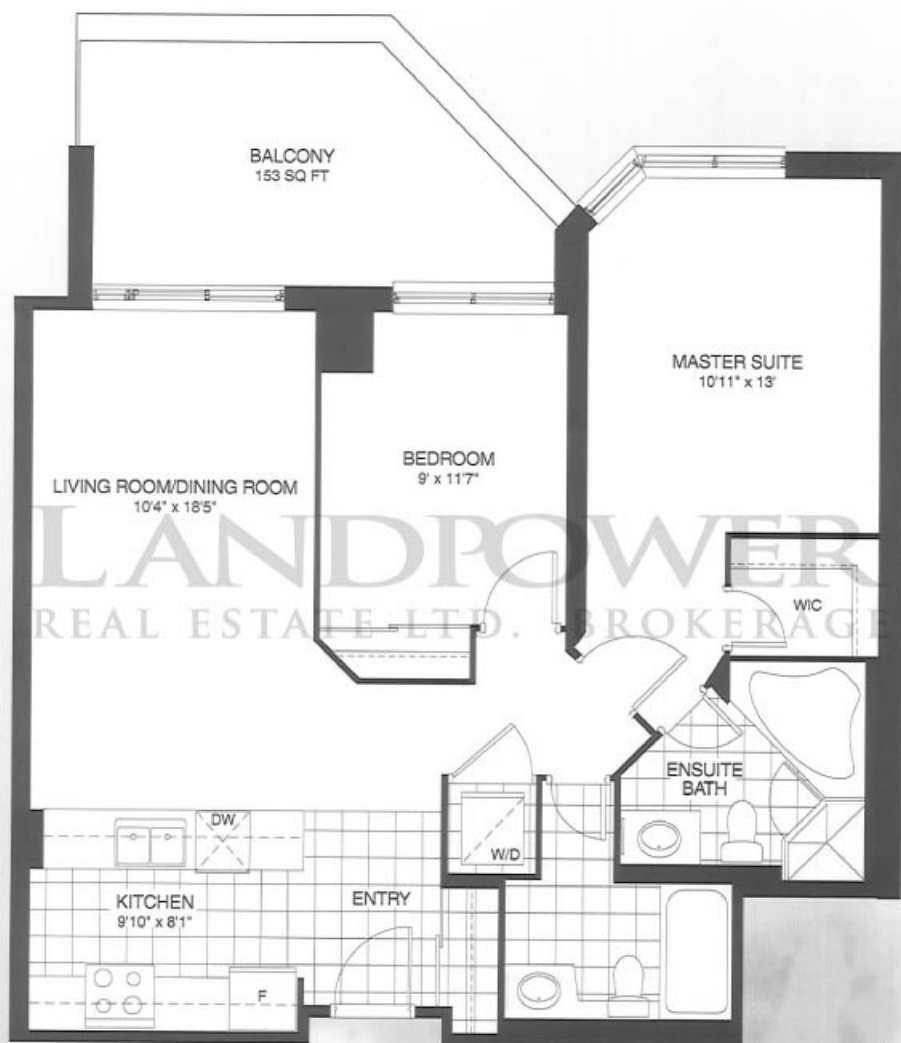 BALCONY
153 SQ FT
MASTER SUITE
10'11" x 13'
BEDROOM
9' x 11'7"
LIVING ROOM/DINING ROOM
10'4" x 18'5"
LANDPOWER
REAL ESTATE LTD. BROKERAGE
WIC
ENSUITE
BATH
DW
W/D
KITCHEN
9'10" x 8'1"
ENTRY
F